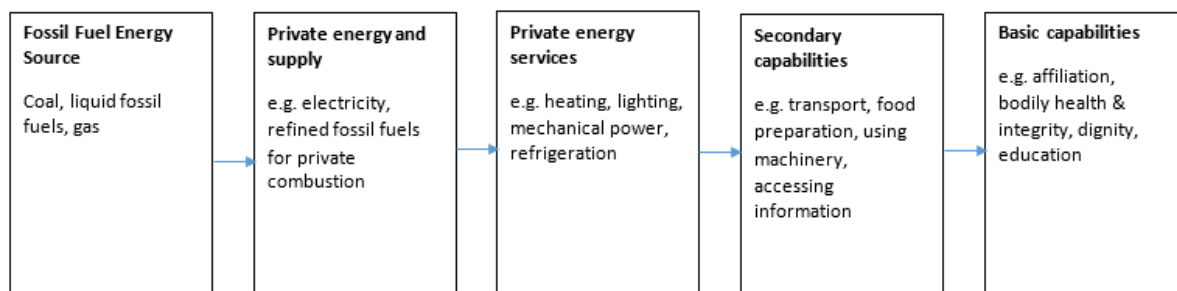 Fossil Fuel Energy
Source
Coal, liquid fossil
fuels, gas
Private energy and
supply
e.g. electricity,
refined fossil fuels
for private
combustion
Private energy
services
e.g. heating, lighting,
mechanical power,
refrigeration
Secondary
capabilities
e.g. transport, food
preparation, using
machinery,
accessing
information
Basic capabilities
e.g. affiliation,
bodily health &
integrity, dignity,
education